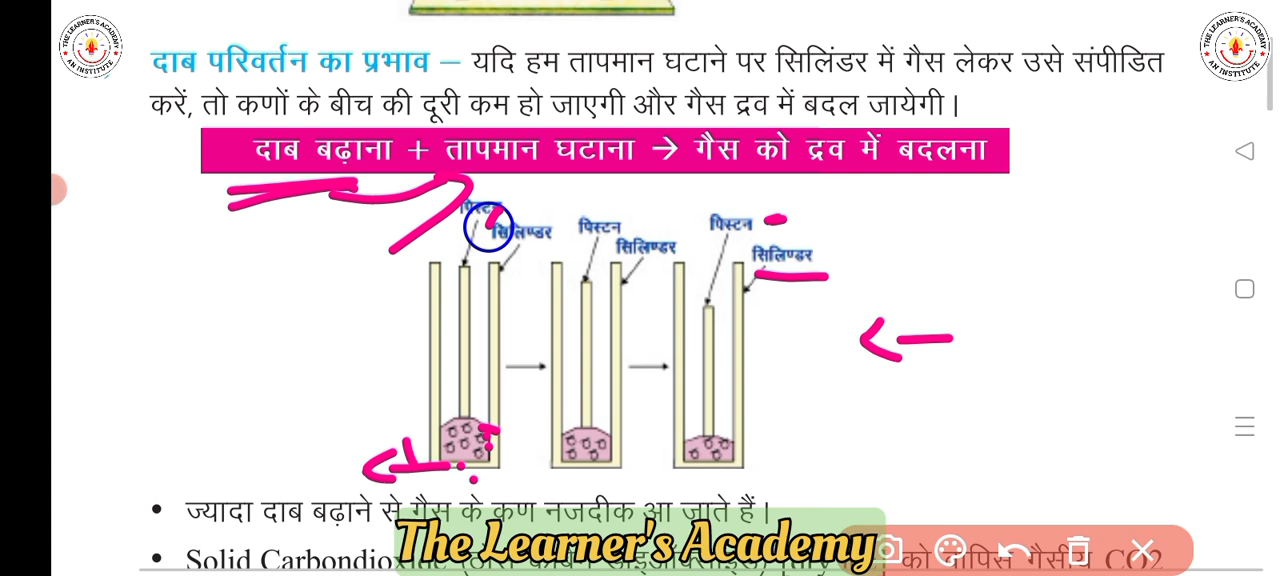 THE LEARNER'S ACADEMY
AN INSTITUTE
THE LEARNER'S ACADEMY
AN INSTITUTE
दाब परिवर्तन का प्रभाव – यदि हम तापमान घटाने पर सिलिंडर में गैस लेकर उसे संपीडित
करें, तो कणों के बीच की दूरी कम हो जाएगी और गैस द्रव में बदल जायेगी।
दाब बढ़ाना + तापमान घटाना → गैस को द्रव में बदलना
पिस्टन
सिलिण्डर
पिस्टन
सिलिण्डर
पिस्टन
सिलिण्डर
• ज्यादा दाब बढ़ाने से गैस के कण नजदीक आ जाते हैं।
The Learner's Academy
• Solid को वापिस गैसीय CO2